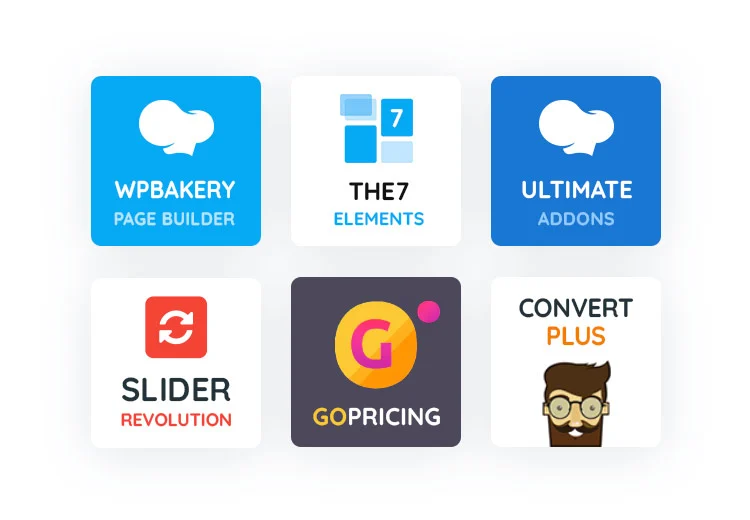 WPBAKERY
PAGE BUILDER
7
THE7
ELEMENTS
ULTIMATE
ADDONS
SLIDER
REVOLUTION
G
GOPRICING
CONVERT
PLUS